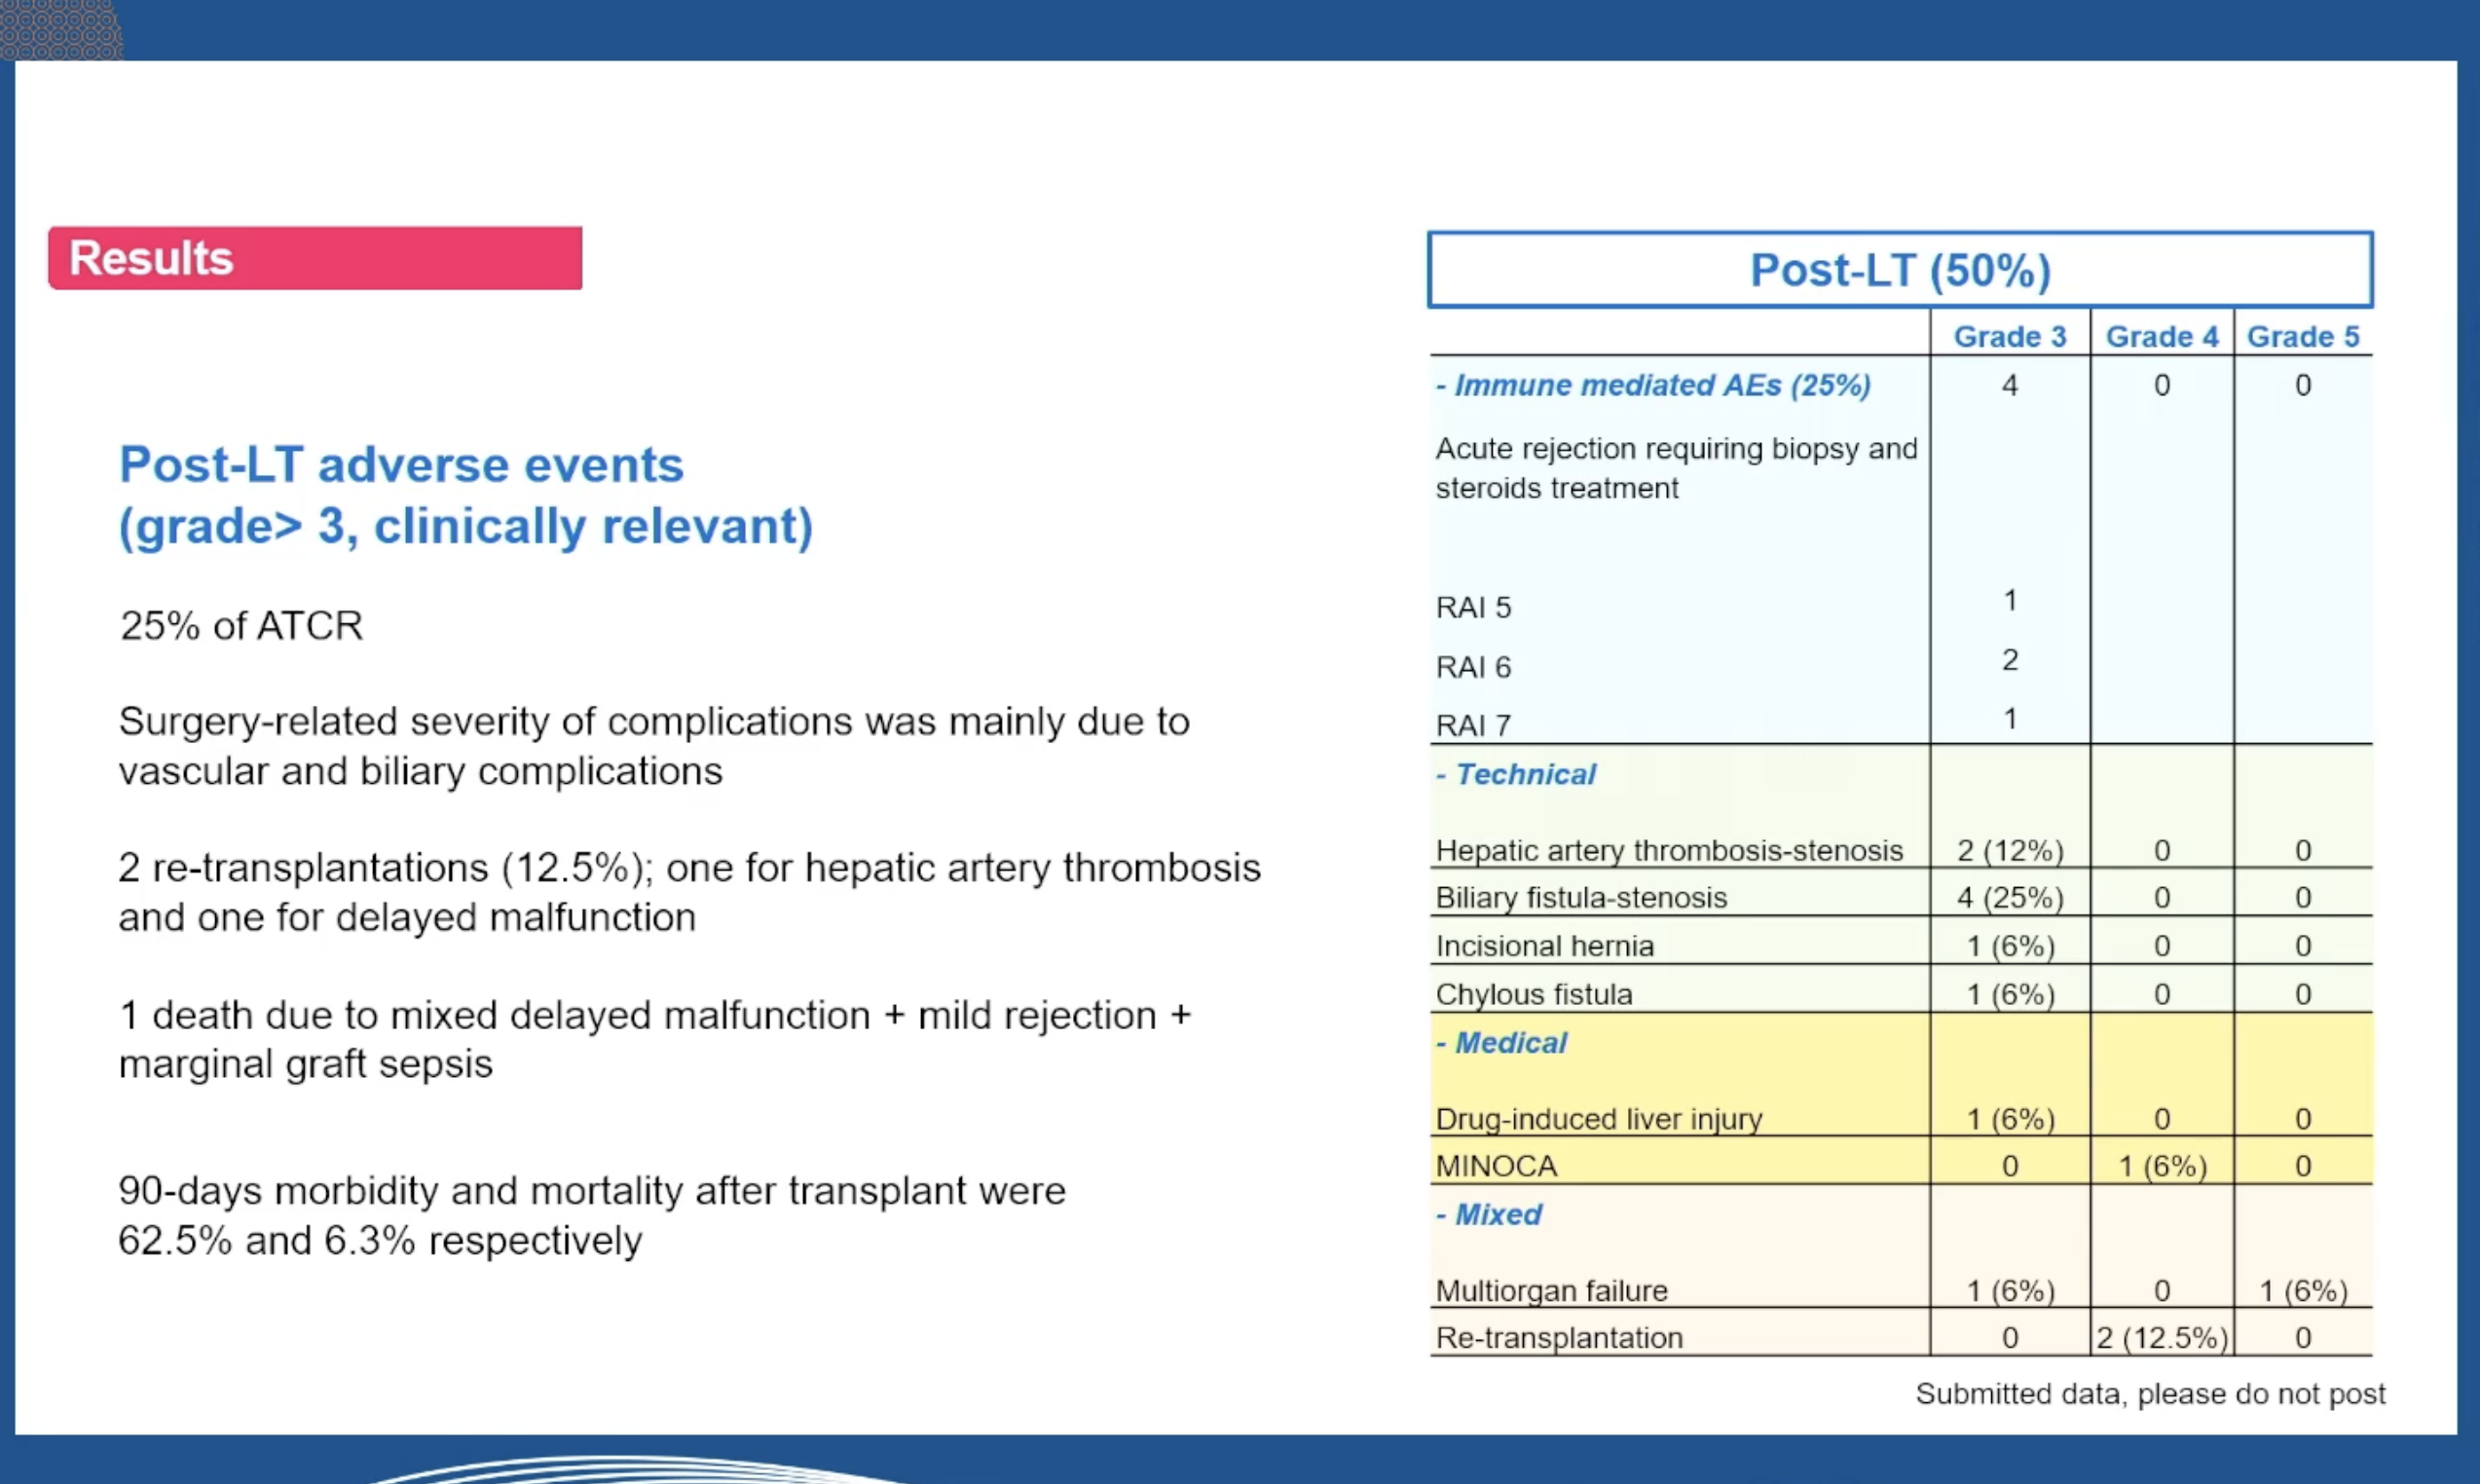 Results
Post-LT adverse events
(grade> 3, clinically relevant)
25% of ATCR
Surgery-related severity of complications was mainly due to
vascular and biliary complications
2 re-transplantations (12.5%); one for hepatic artery thrombosis
and one for delayed malfunction
1 death due to mixed delayed malfunction + mild rejection +
marginal graft sepsis
90-days morbidity and mortality after transplant were
62.5% and 6.3% respectively
Post-LT (50%)
Grade 3 Grade 4 Grade 5
- Immune mediated AEs (25%) 4 0 0
Acute rejection requiring biopsy and
steroids treatment
RAI 5 1
RAI 6 2
RAI 7 1
- Technical
Hepatic artery thrombosis-stenosis 2 (12%) 0 0
Biliary fistula-stenosis 4 (25%) 0 0
Incisional hernia 1 (6%) 0 0
Chylous fistula 1 (6%) 0 0
- Medical
Drug-induced liver injury 1 (6%) 0 0
MINOCA 0 1 (6%) 0
- Mixed
Multiorgan failure 1 (6%) 0 1 (6%)
Re-transplantation 0 2 (12.5%) 0
Submitted data, please do not post